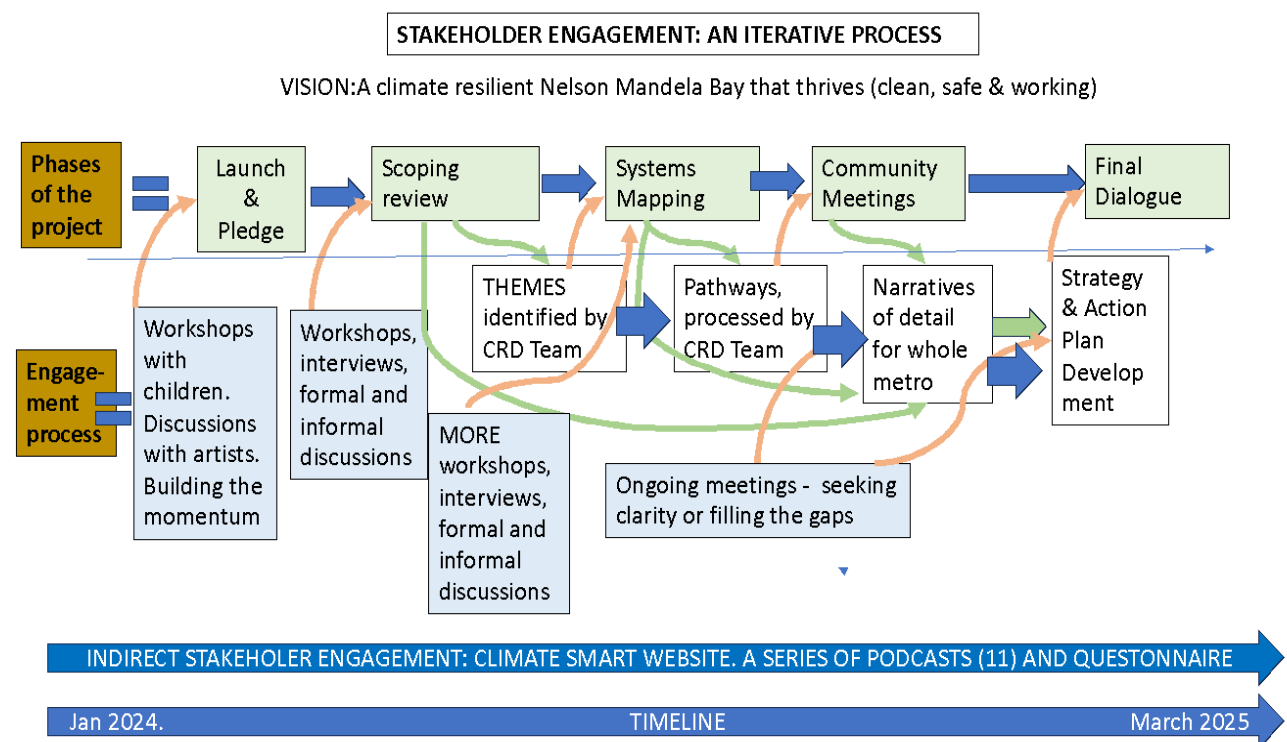 STAKEHOLDER ENGAGEMENT: AN ITERATIVE PROCESS
VISION:A climate resilient Nelson Mandela Bay that thrives (clean, safe & working)
Phases
of the
project
Launch
&
Pledge
Scoping
review
Systems
Mapping
Community
Meetings
Final
Dialogue
THEMES
identified by
CRD Team
Pathways,
processed by
CRD Team
Narratives
of detail
for whole
metro
Strategy
& Action
Plan
Develop
ment
Engage-
ment
process
Workshops
with
children.
Discussions
with artists.
Building the
momentum
Workshops,
interviews,
formal and
informal
discussions
MORE
workshops,
interviews,
formal and
informal
discussions
Ongoing meetings - seeking
clarity or filling the gaps
INDIRECT STAKEHOLER ENGAGEMENT: CLIMATE SMART WEBSITE. A SERIES OF PODCASTS (11) AND QUESTONNAIRE
Jan 2024. TIMELINE March 2025